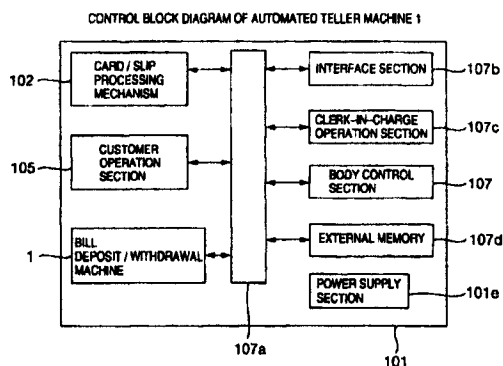 CONTROL BLOCK DIAGRAM OF AUTOMATED TELLER MACHINE 1
102
CARD / SLIP
PROCESSING
MECHANISM
105
CUSTOMER
OPERATION
SECTION
1
BILL
DEPOSIT / WITHDRAWAL
MACHINE
INTERFACE SECTION
107b
CLERK-IN-CHARGE
OPERATION SECTION
107c
BODY CONTROL
SECTION
107
EXTERNAL MEMORY
107d
POWER SUPPLY
SECTION
101e
107a
101